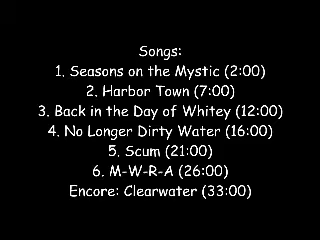 Songs:
1. Seasons on the Mystic (2:00)
2. Harbor Town (7:00)
3. Back in the Day of Whitey (12:00)
4. No Longer Dirty Water (16:00)
5. Scum (21:00)
6. M-W-R-A (26:00)
Encore: Clearwater (33:00)